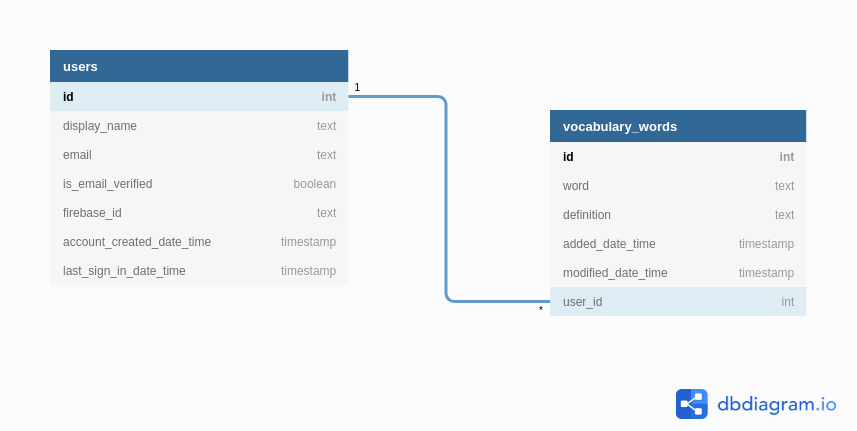 users
id int
1
display_name text
email text
is_email_verified boolean
firebase_id text
account_created_date_time timestamp
last_sign_in_date_time timestamp
vocabulary_words
id int
word text
definition text
added_date_time timestamp
modified_date_time timestamp
user_id int
*
dbdiagram.io